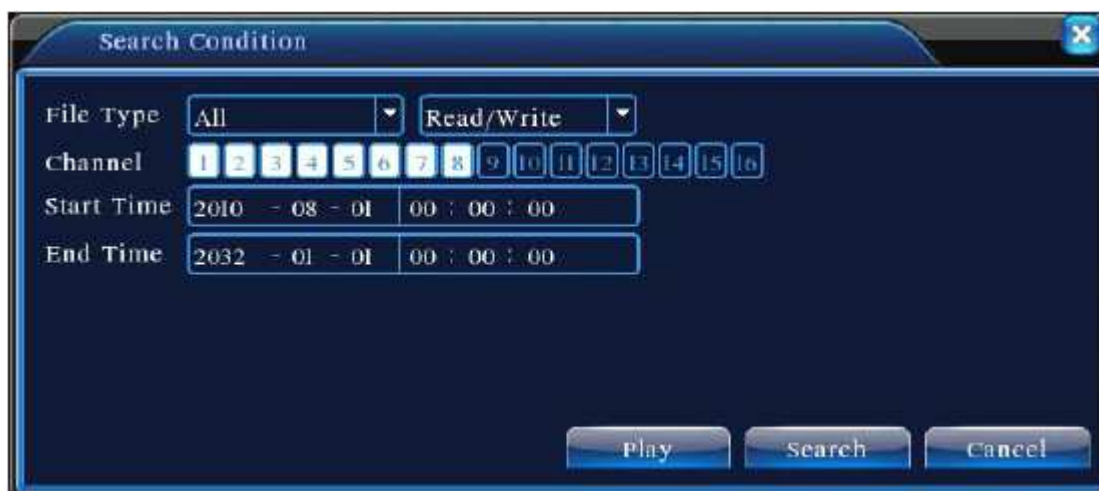 Search Condition
File Type All Read/Write
Channel 1 2 3 4 5 6 7 8 9 10 11 12 13 14 15 16
Start Time 2010 - 08 - 01 00 : 00 : 00
End Time 2032 - 01 - 01 00 : 00 : 00
Play Search Cancel